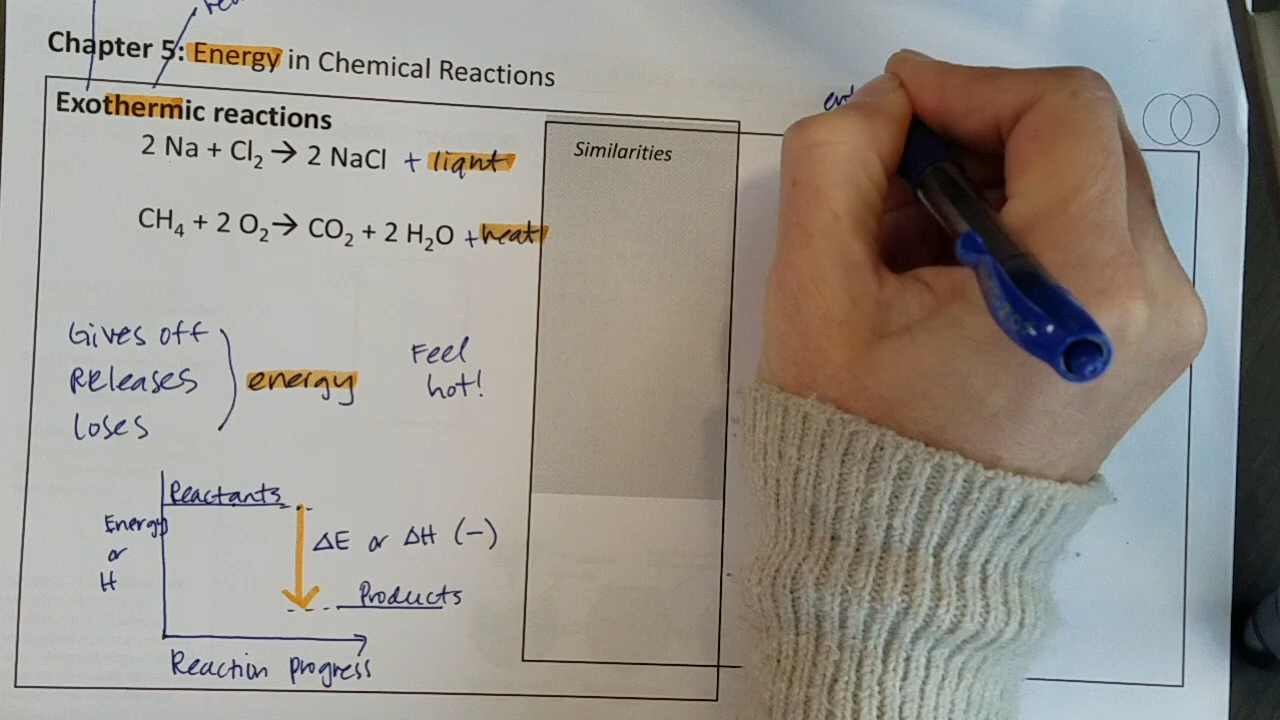 Chapter 5: Energy in Chemical Reactions
Exothermic reactions
2 Na + Cl₂ → 2 NaCl + light
CH₄ + 2 O₂ → CO₂ + 2 H₂O + heat
Gives off
Releases
loses
energy
Feel
hot!
Reactants
Energy
or
H
ΔE or ΔH (-)
Products
Reaction progress
Similarities